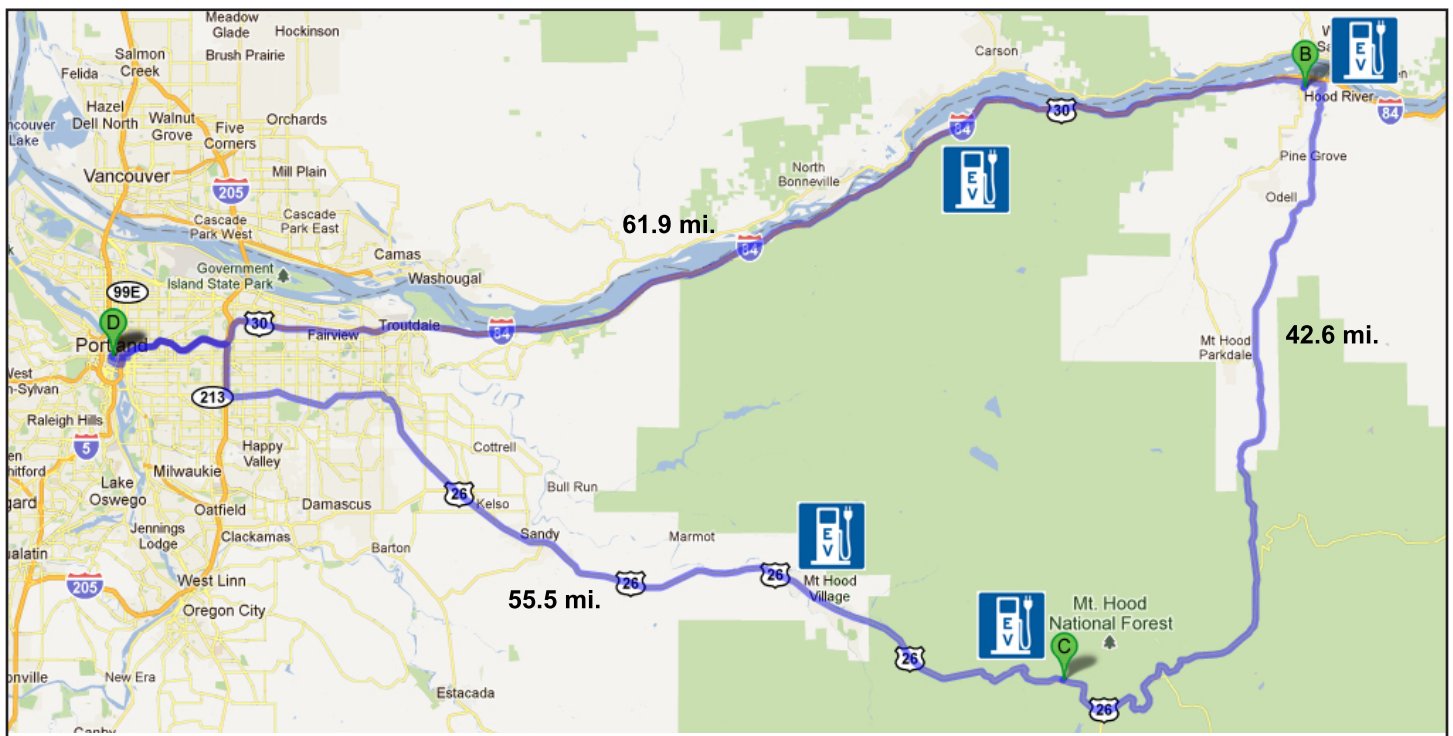 Meadow
Glade
Hockinson
Salmon
Creek
Brush Prairie
Felida
Hazel
Dell North
Walnut
Grove
Five
Corners
Orchards
ncouver
Lake
Vancouver
205
Mill Plain
Cascade
Park West
Cascade
Park East
Government
Island State Park
Camas
Washougal
99E
D
Portland
30
Fairview
Troutdale
84
61.9 mi.
84
North
Bonneville
84
E
V
Carson
30
B
E
V
Hood River
84
Pine Grove
Odell
Mt Hood
Parkdale
42.6 mi.
West
n-Sylvan
213
Raleigh Hills
5
Happy
Valley
Milwaukie
Lake
Oswego
Oatfield
Damascus
Jennings
Lodge
Clackamas
Barton
205
West Linn
Oregon City
New Era
Canby
Estacada
Cottrell
26
Kelso
Bull Run
Sandy
Marmot
26
26
55.5 mi.
E
V
Mt Hood
Village
26
E
V
Mt. Hood
National Forest
C
26